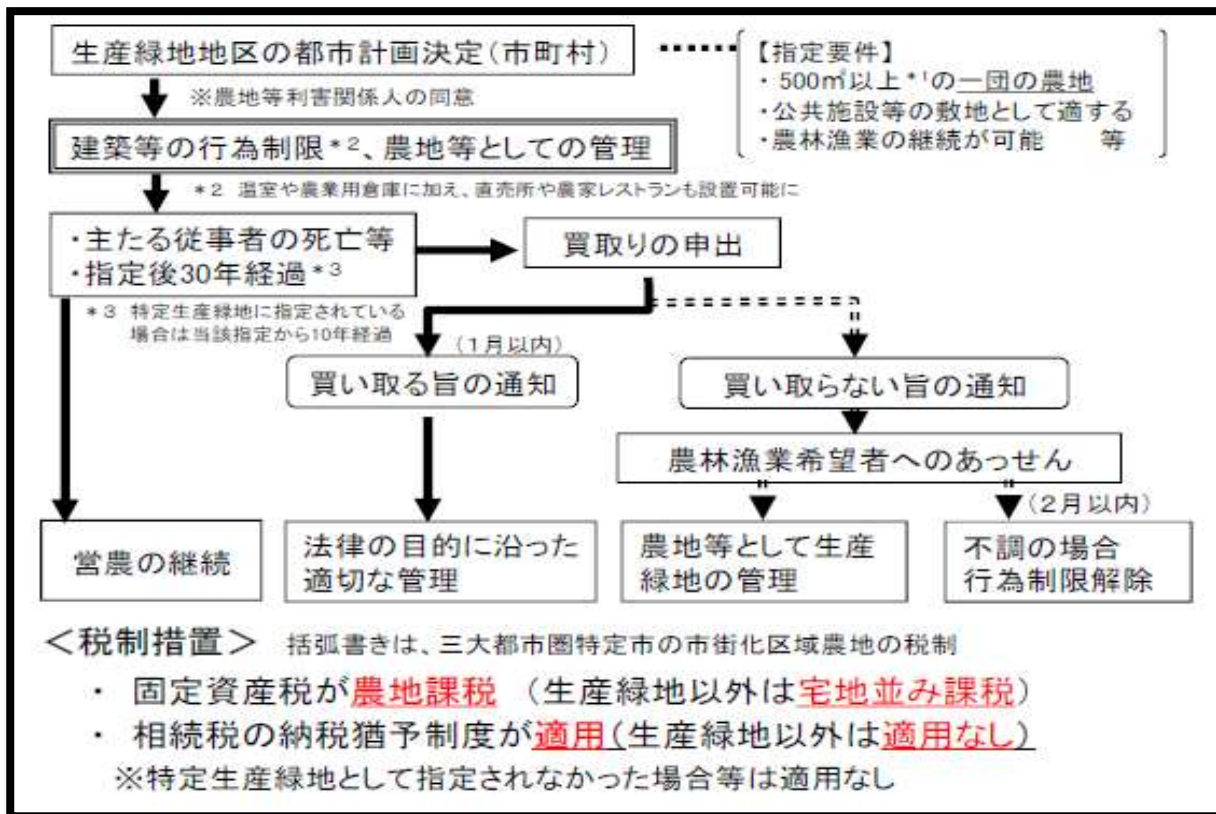 生産緑地地区の都市計画決定(市町村)
【指定要件】
・500㎡以上*1の一団の農地
・公共施設等の敷地として適する
・農林漁業の継続が可能　等
※農地等利害関係人の同意
建築等の行為制限*2、農地等としての管理
*2 温室や農業用倉庫に加え、直売所や農家レストランも設置可能に
・主たる従事者の死亡等
・指定後30年経過*3
買取りの申出
*3 特定生産緑地に指定されている
場合は当該指定から10年経過
(1月以内)
買い取る旨の通知
買い取らない旨の通知
農林漁業希望者へのあっせん
(2月以内)
営農の継続
法律の目的に沿った
適切な管理
農地等として生産
緑地の管理
不調の場合
行為制限解除
＜税制措置＞ 括弧書きは、三大都市圏特定市の市街化区域農地の税制
・ 固定資産税が農地課税 (生産緑地以外は宅地並み課税)
・ 相続税の納税猶予制度が適用(生産緑地以外は適用なし)
※特定生産緑地として指定されなかった場合等は適用なし